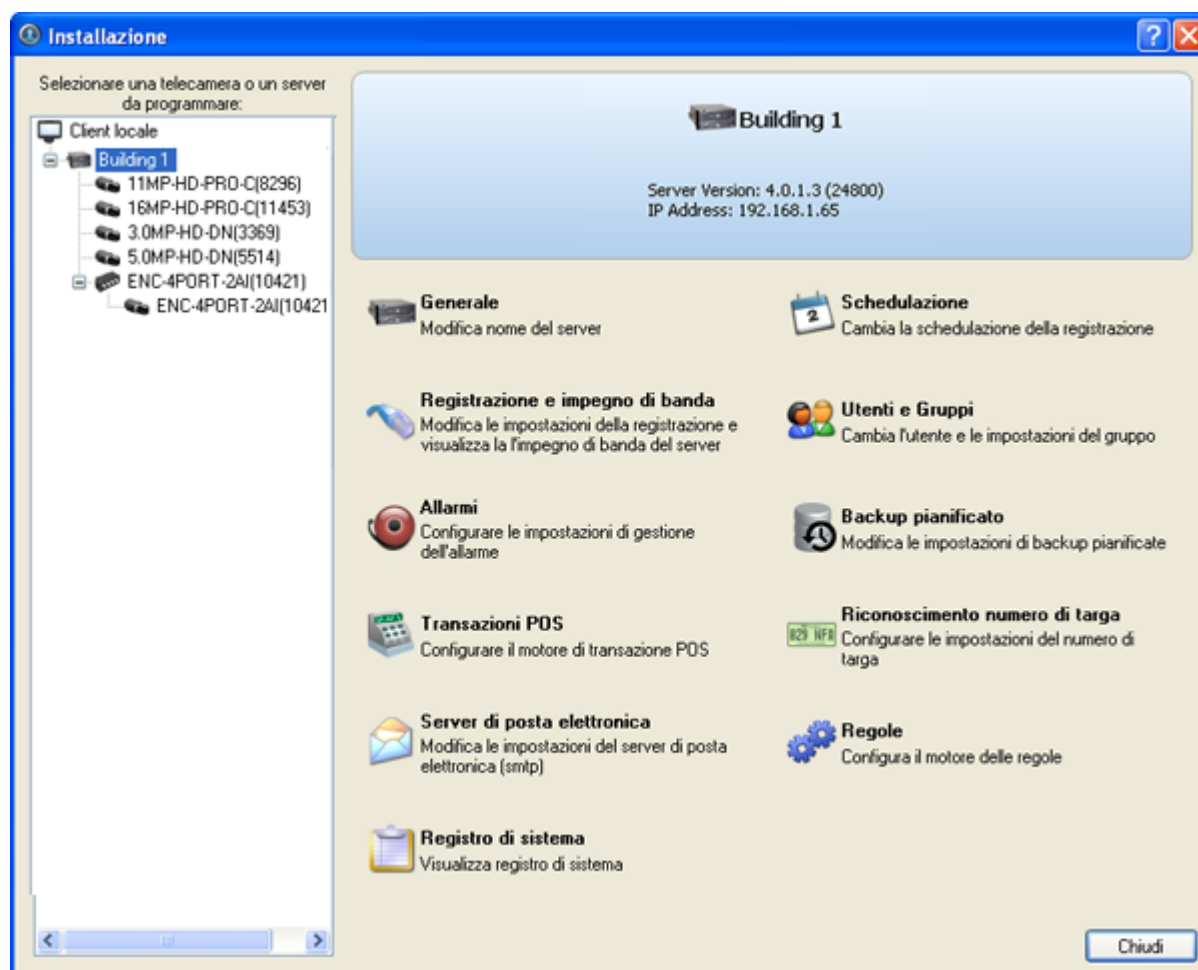 Installazione
Selezionare una telecamera o un server
da programmare:
Client locale
Building 1
11MP-HD-PRO-C(8296)
16MP-HD-PRO-C(11453)
3.0MP-HD-DN(3369)
5.0MP-HD-DN(5514)
ENC-4PORT-2AI(10421)
ENC-4PORT-2AI(10421
Building 1
Server Version: 4.0.1.3 (24800)
IP Address: 192.168.1.65
Generale
Modifica nome del server
Schedulazione
2
Cambia la schedulazione della registrazione
Registrazione e impegno di banda
Modifica le impostazioni della registrazione e
visualizza la l'impegno di banda del server
Utenti e Gruppi
Cambia l'utente e le impostazioni del gruppo
Allarmi
Configurare le impostazioni di gestione
dell'allarme
Backup pianificato
Modifica le impostazioni di backup pianificate
Transazioni POS
Configurare il motore di transazione POS
Riconoscimento numero di targa
829 NFR
Configurare le impostazioni del numero di
targa
Server di posta elettronica
Modifica le impostazioni del server di posta
elettronica (smtp)
Regole
Configura il motore delle regole
Registro di sistema
Visualizza registro di sistema
Chiudi